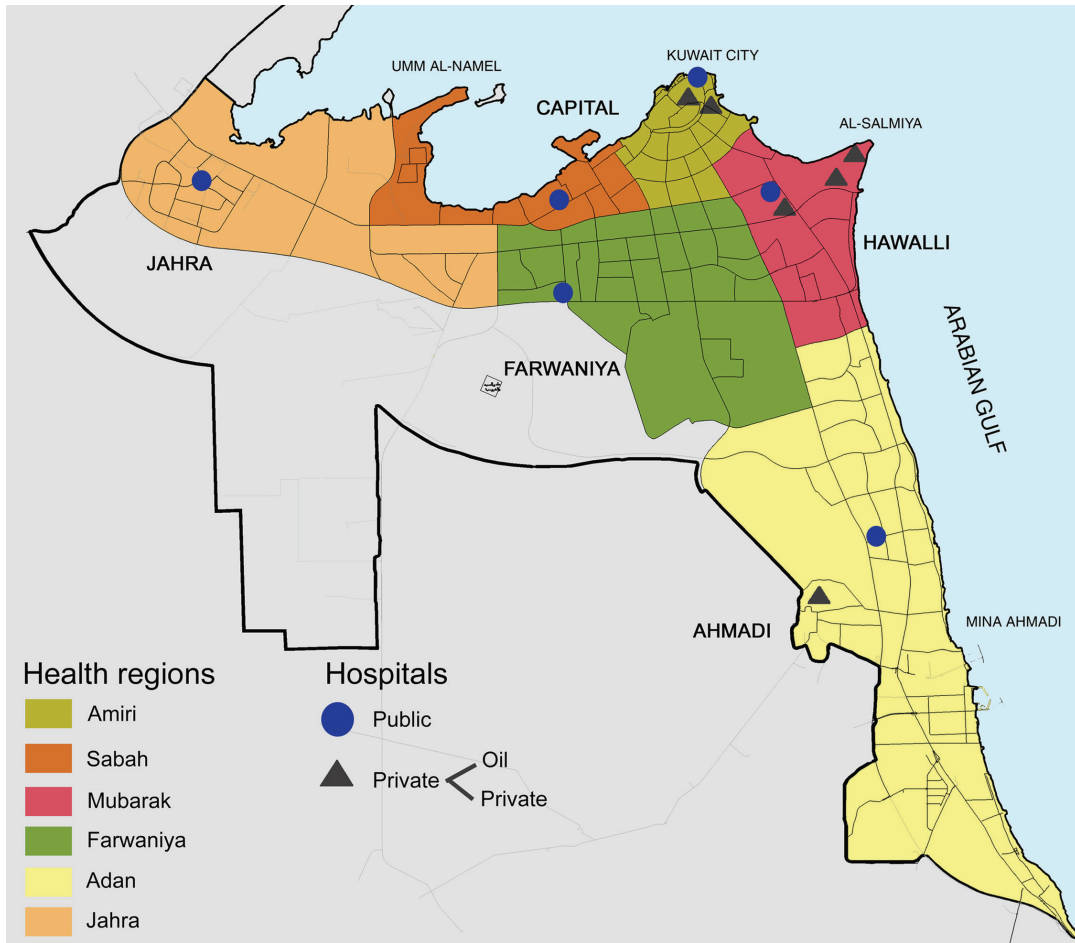 KUWAIT CITY
UMM AL-NAMEL
CAPITAL
AL-SALMIYA
HAWALLI
JAHRA
ARABIAN GULF
FARWANIYA
MINA AHMADI
AHMADI
Health regions
Amiri
Sabah
Mubarak
Farwaniya
Adan
Jahra
Hospitals
Public
Private
Oil
Private